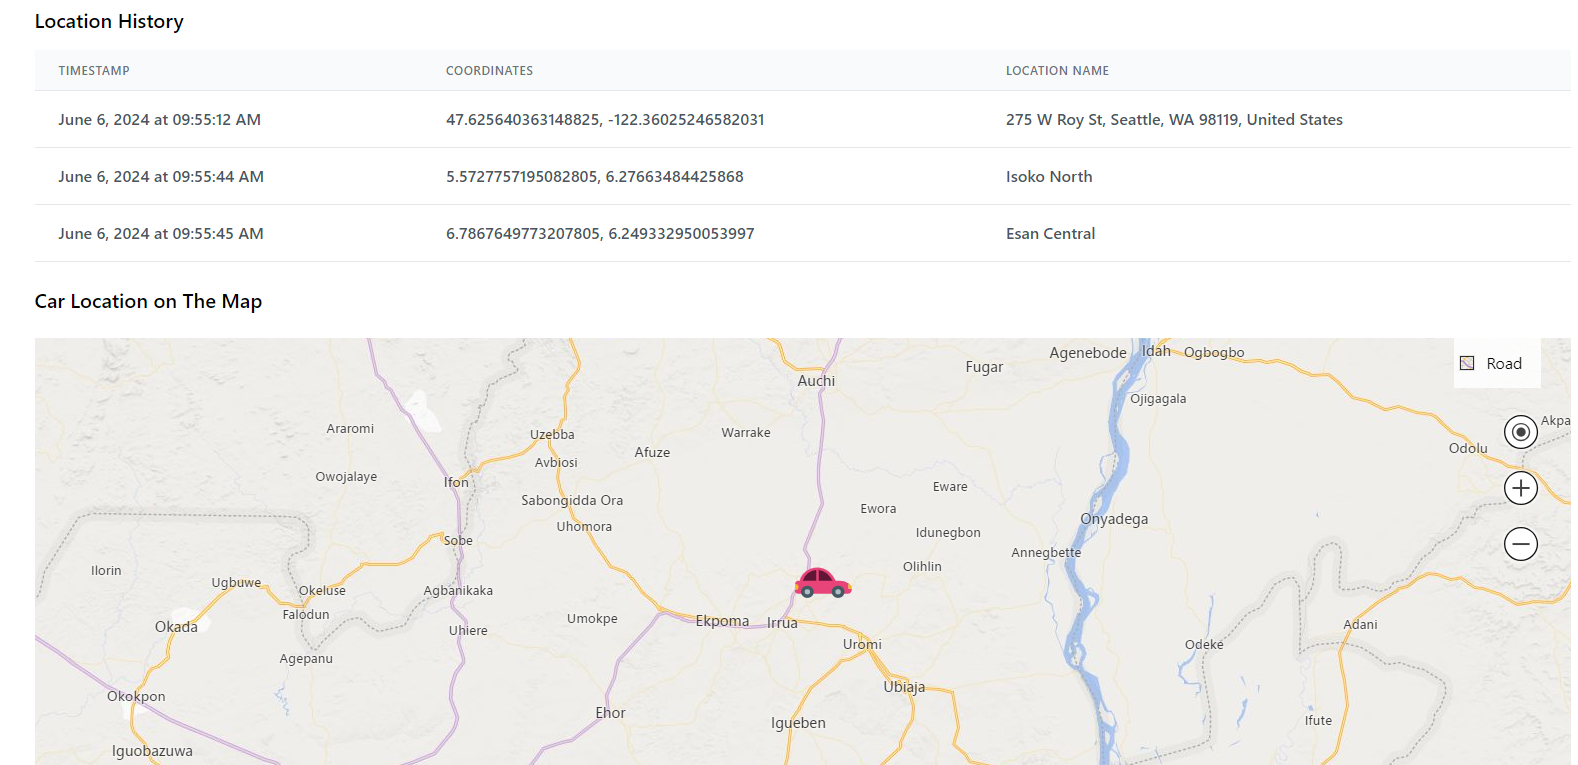 Location History
TIMESTAMP COORDINATES LOCATION NAME
June 6, 2024 at 09:55:12 AM 47.625640363148825, -122.36025246582031 275 W Roy St, Seattle, WA 98119, United States
June 6, 2024 at 09:55:44 AM 5.5727757195082805, 6.27663484425868 Isoko North
June 6, 2024 at 09:55:45 AM 6.7867649773207805, 6.249332950053997 Esan Central
Car Location on The Map
Agenebode Idah Ogbogbo
Road
Fugar
Auchi
Ojigagala
Akpa
Araromi
Uzebba
Warrake
Odolu
Afuze
Avbiosi
Owojalaye
Ifon
Eware
Sabongidda Ora
Ewora
Onyadega
Uhomora
Idunegbon
Sobe
Annegbette
Olihlin
Ilorin
Ugbuwe
Okeluse
Agbanikaka
Falodun
Umokpe
Ekpoma
Irrua
Okada
Adani
Uhiere
Uromi
Odeke
Agepanu
Ubiaja
Okokpon
Ehor
Igueben
Ifute
Iguobazuwa